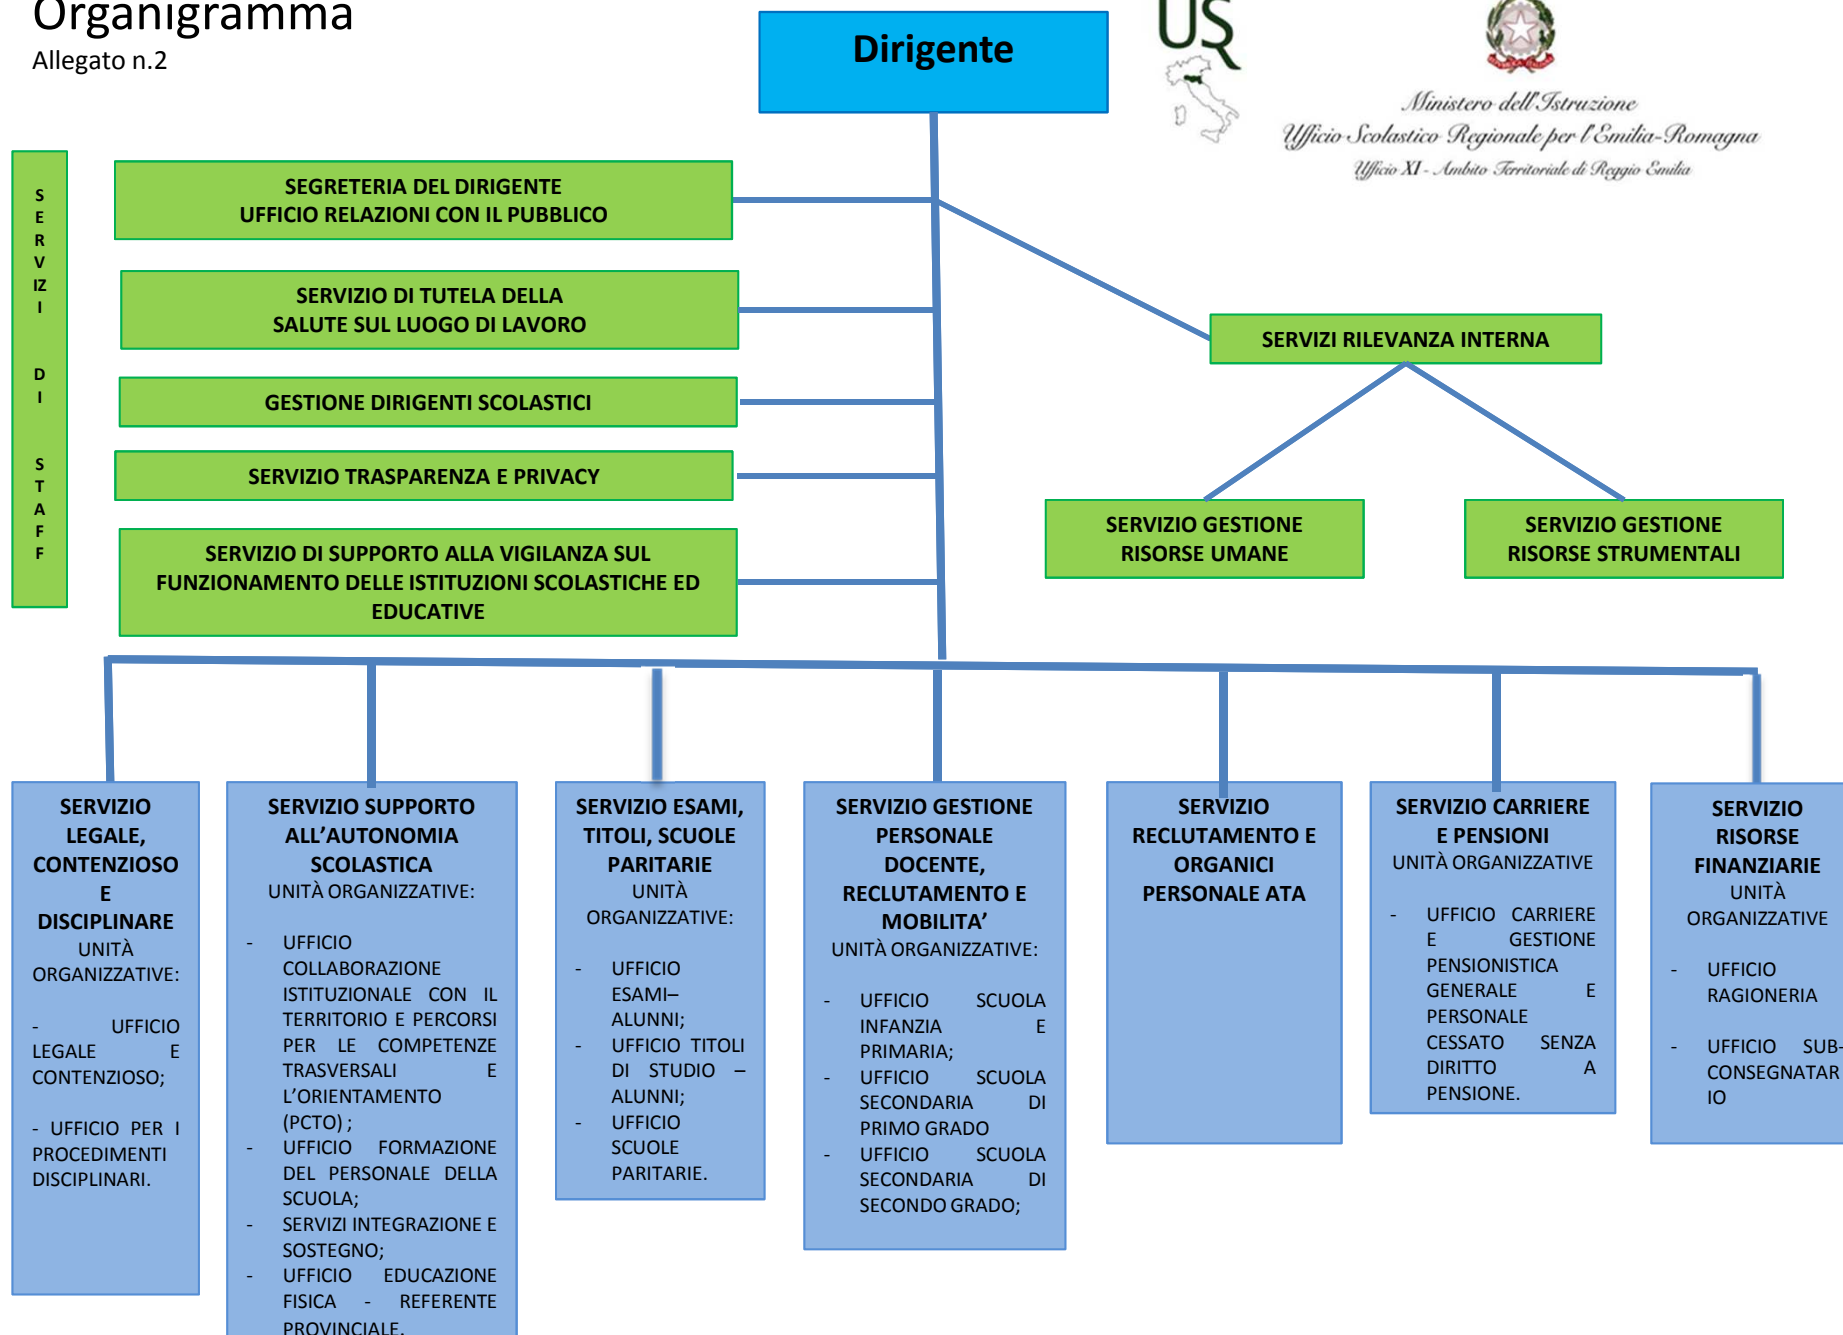 Organigramma
Allegato n.2
Dirigente
USR
Ministero dell'Istruzione
Ufficio Scolastico Regionale per l'Emilia-Romagna
Ufficio XI - Ambito Territoriale di Reggio Emilia
S
E
R
V
IZ
I
D
I
S
T
A
F
F
SEGRETERIA DEL DIRIGENTE
UFFICIO RELAZIONI CON IL PUBBLICO
SERVIZIO DI TUTELA DELLA
SALUTE SUL LUOGO DI LAVORO
GESTIONE DIRIGENTI SCOLASTICI
SERVIZIO TRASPARENZA E PRIVACY
SERVIZIO DI SUPPORTO ALLA VIGILANZA SUL
FUNZIONAMENTO DELLE ISTITUZIONI SCOLASTICHE ED
EDUCATIVE
SERVIZI RILEVANZA INTERNA
SERVIZIO GESTIONE
RISORSE UMANE
SERVIZIO GESTIONE
RISORSE STRUMENTALI
SERVIZIO
LEGALE,
CONTENZIOSO
E
DISCIPLINARE
UNITÀ
ORGANIZZATIVE:
- UFFICIO
LEGALE E
CONTENZIOSO;
- UFFICIO PER I
PROCEDIMENTI
DISCIPLINARI.
SERVIZIO SUPPORTO
ALL’AUTONOMIA
SCOLASTICA
UNITÀ ORGANIZZATIVE:
- UFFICIO
COLLABORAZIONE
ISTITUZIONALE CON IL
TERRITORIO E PERCORSI
PER LE COMPETENZE
TRASVERSALI E
L’ORIENTAMENTO
(PCTO) ;
- UFFICIO FORMAZIONE
DEL PERSONALE DELLA
SCUOLA;
- SERVIZI INTEGRAZIONE E
SOSTEGNO;
- UFFICIO EDUCAZIONE
FISICA - REFERENTE
PROVINCIALE.
SERVIZIO ESAMI,
TITOLI, SCUOLE
PARITARIE
UNITÀ
ORGANIZZATIVE:
- UFFICIO
ESAMI–
ALUNNI;
- UFFICIO TITOLI
DI STUDIO –
ALUNNI;
- UFFICIO
SCUOLE
PARITARIE.
SERVIZIO GESTIONE
PERSONALE
DOCENTE,
RECLUTAMENTO E
MOBILITA’
UNITÀ ORGANIZZATIVE:
- UFFICIO SCUOLA
INFANZIA E
PRIMARIA;
- UFFICIO SCUOLA
SECONDARIA DI
PRIMO GRADO
- UFFICIO SCUOLA
SECONDARIA DI
SECONDO GRADO;
SERVIZIO
RECLUTAMENTO E
ORGANICI
PERSONALE ATA
SERVIZIO CARRIERE
E PENSIONI
UNITÀ ORGANIZZATIVE
- UFFICIO CARRIERE
E GESTIONE
PENSIONISTICA
GENERALE E
PERSONALE
CESSATO SENZA
DIRITTO A
PENSIONE.
SERVIZIO
RISORSE
FINANZIARIE
UNITÀ
ORGANIZZATIVE
- UFFICIO
RAGIONERIA
- UFFICIO SUB-
CONSEGNATAR
IO